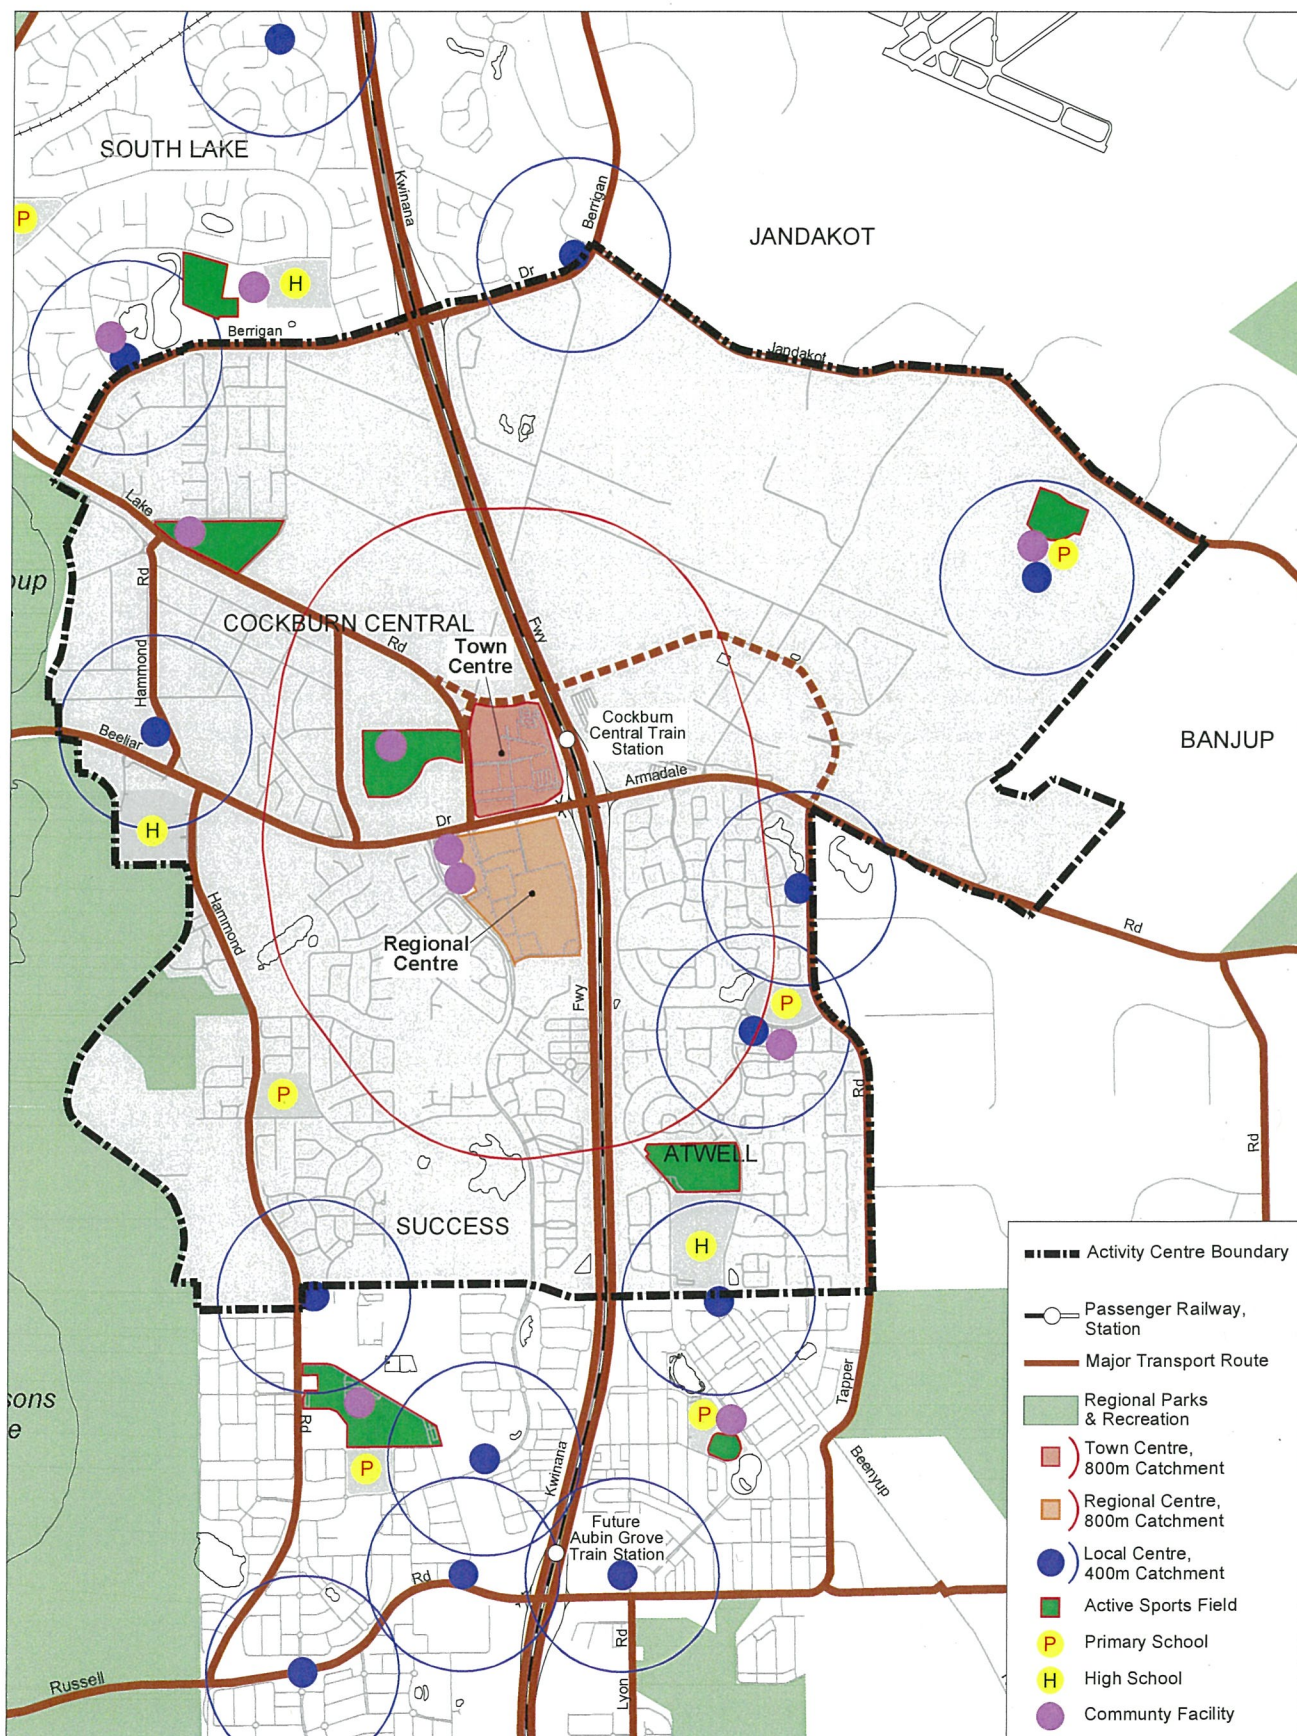 SOUTH LAKE
Kwinana
Berrigan
JANDAKOT
P
Dr
H
Berrigan
Jandakot
Lake
oup
Rd
P
COCKBURN CENTRAL
Rd
Fwy
Town
Centre
Hammond
Beeliar
Cockburn
Central Train
Station
BANJUP
Armadale
Dr
H
Hammond
Regional
Centre
Rd
Fwy
P
P
Rd
Rd
ATWELL
SUCCESS
H
Activity Centre Boundary
Passenger Railway,
Station
Major Transport Route
Regional Parks
& Recreation
Town Centre,
800m Catchment
Regional Centre,
800m Catchment
Local Centre,
400m Catchment
Active Sports Field
P
Primary School
H
High School
Communty Facility
Tapper
sons
e
Rd
P
P
Kwinana
Beenyup
Future
Aubin Grove
Train Station
Rd
Rd
Lyon
Russell